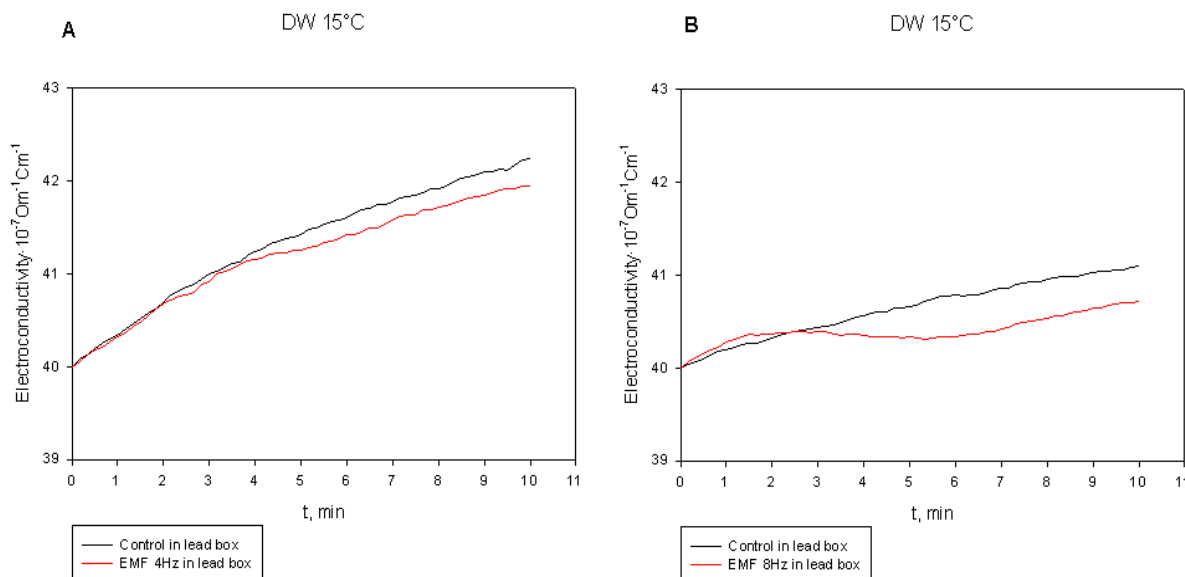 A
DW 15°C
Electroconductivity·10⁻⁷Om⁻¹Cm⁻¹
43
42
41
40
39
0 1 2 3 4 5 6 7 8 9 10 11
t, min
Control in lead box
EMF 4Hz in lead box
B
DW 15°C
Electroconductivity·10⁻⁷Om⁻¹Cm⁻¹
43
42
41
40
39
0 1 2 3 4 5 6 7 8 9 10 11
t, min
Control in lead box
EMF 8Hz in lead box